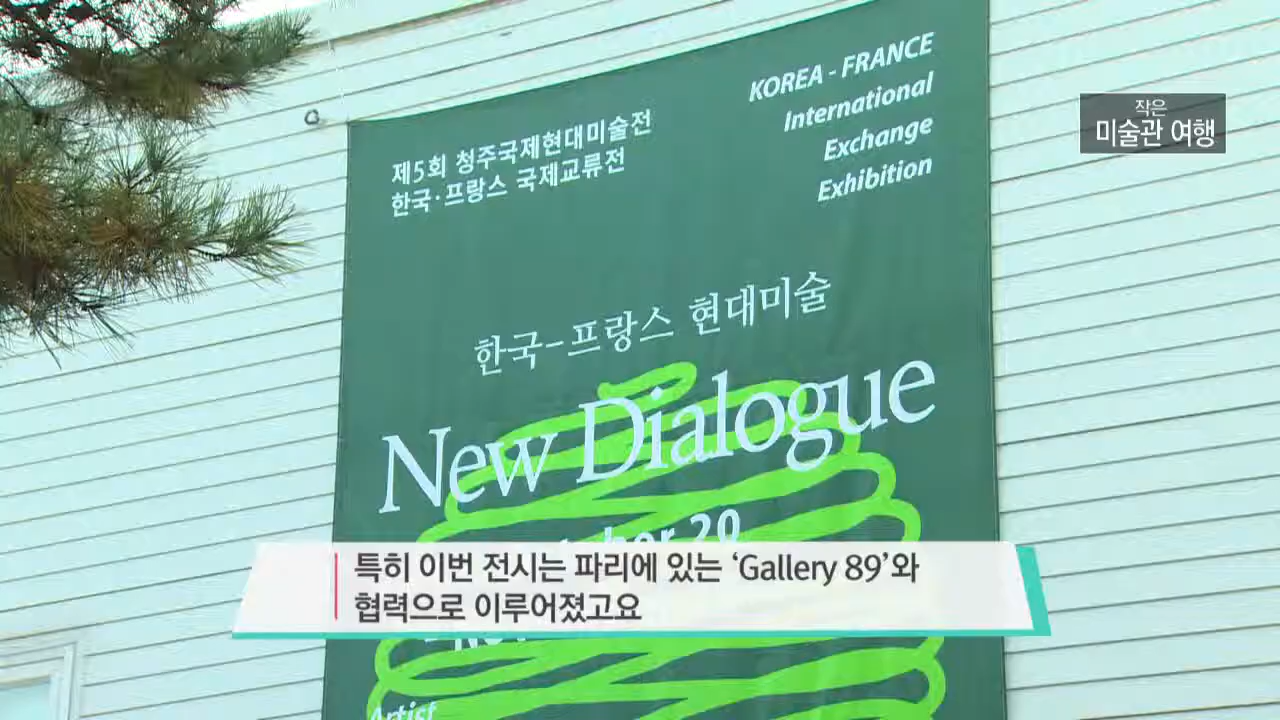 제5회 청주국제현대미술전
한국·프랑스 국제교류전
KOREA - FRANCE
International
Exchange
Exhibition
작은
미술관 여행
한국-프랑스 현대미술
New Dialogue
20
특히 이번 전시는 파리에 있는 ‘Gallery 89’와
협력으로 이루어졌고요
Artist